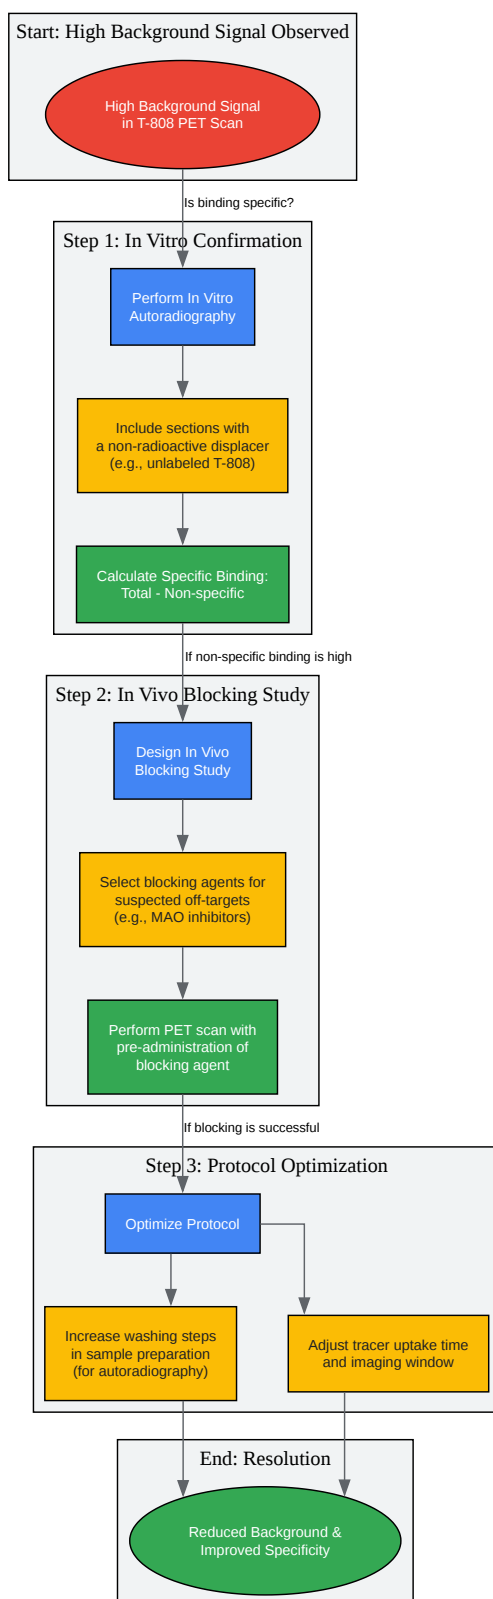 Start: High Background Signal Observed
High Background Signal
in T-808 PET Scan
Is binding specific?
Step 1: In Vitro Confirmation
Perform In Vitro
Autoradiography
Include sections with
a non-radioactive displacer
(e.g., unlabeled T-808)
Calculate Specific Binding:
Total - Non-specific
If non-specific binding is high
Step 2: In Vivo Blocking Study
Design In Vivo
Blocking Study
Select blocking agents for
suspected off-targets
(e.g., MAO inhibitors)
Perform PET scan with
pre-administration of
blocking agent
If blocking is successful
Step 3: Protocol Optimization
Optimize Protocol
Increase washing steps
in sample preparation
(for autoradiography)
Adjust tracer uptake time
and imaging window
End: Resolution
Reduced Background &
Improved Specificity